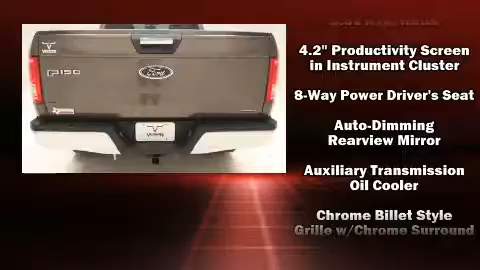 F150
Ford
4.2" Productivity Screen
in Instrument Cluster
8-Way Power Driver's Seat
Auto-Dimming
Rearview Mirror
Auxiliary Transmission
Oil Cooler
Chrome Billet Style
Grille w/Chrome Surround